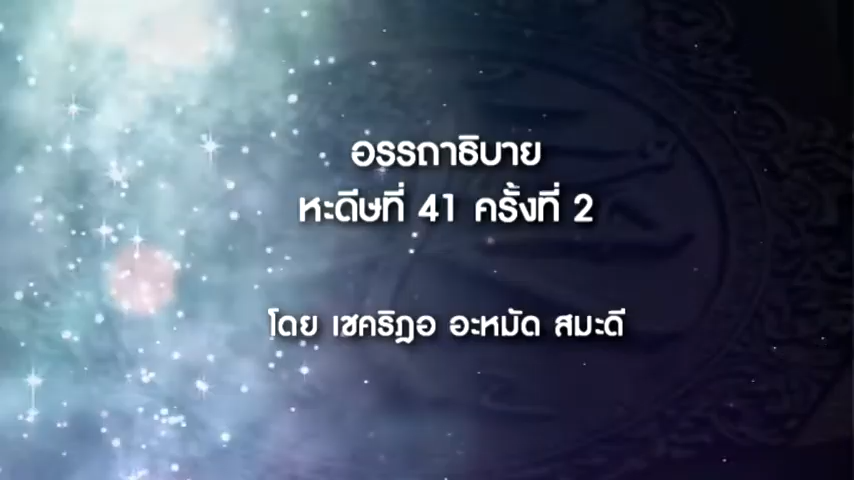 อรรถาธิบาย
หะดีษที่ 41 ครั้งที่ 2
โดย เชคริฎอ อะหมัด สมะดี